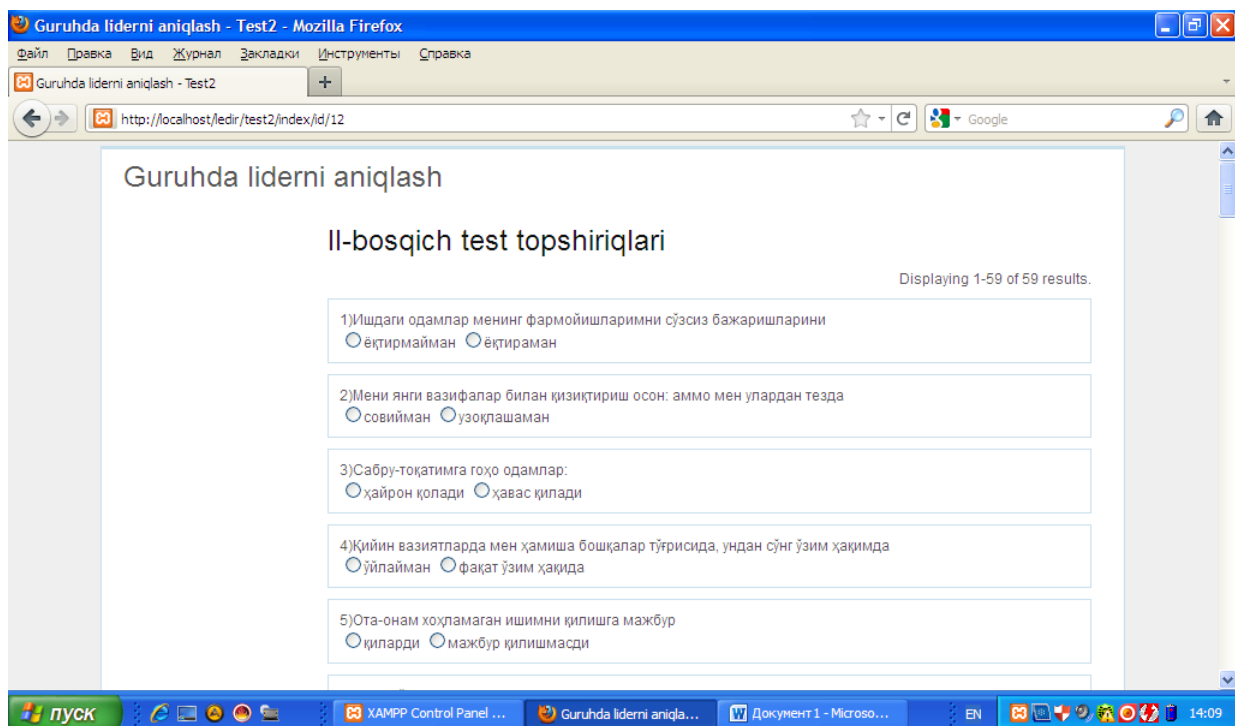 Guruhda liderni aniqlash - Test2 - Mozilla Firefox
Файл Правка Вид Журнал Закладки Инструменты Справка
Guruhda liderni aniqlash - Test2
http://localhost/ledir/test2/index/id/12
Google
Guruhda liderni aniqlash
II-bosqich test topshiriqlari
Displaying 1-59 of 59 results.
1)Ишдаги одамлар менинг фармойишларимни сўзсиз бажаришларини
ёқтирмайман ёқтираман
2)Мени янги вазифалар билан қизиқтириш осон: аммо мен улардан тезда
совийман узоқлашаман
3)Сабру-тоқатимга гоҳо одамлар:
ҳайрон қолади ҳавас қилади
4)Қийин вазиятларда мен ҳамиша бошқалар тўғрисида, ундан сўнг ўзим ҳақимда
ўйлайман фақат ўзим ҳақида
5)Ота-онам хоҳламаган ишимни қилишга мажбур
қиларди мажбур қилишмасди
пуск XAMPP Control Panel ... Guruhda liderni aniqla... Документ1 - Microso... EN 14:09